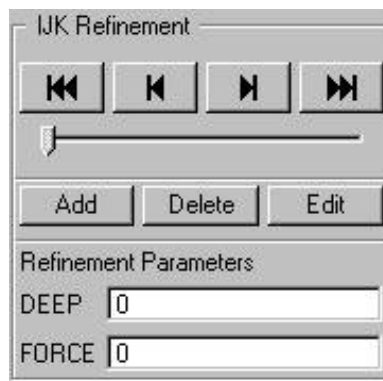 IJK Refinement
Add Delete Edit
Refinement Parameters
DEEP 0
FORCE 0